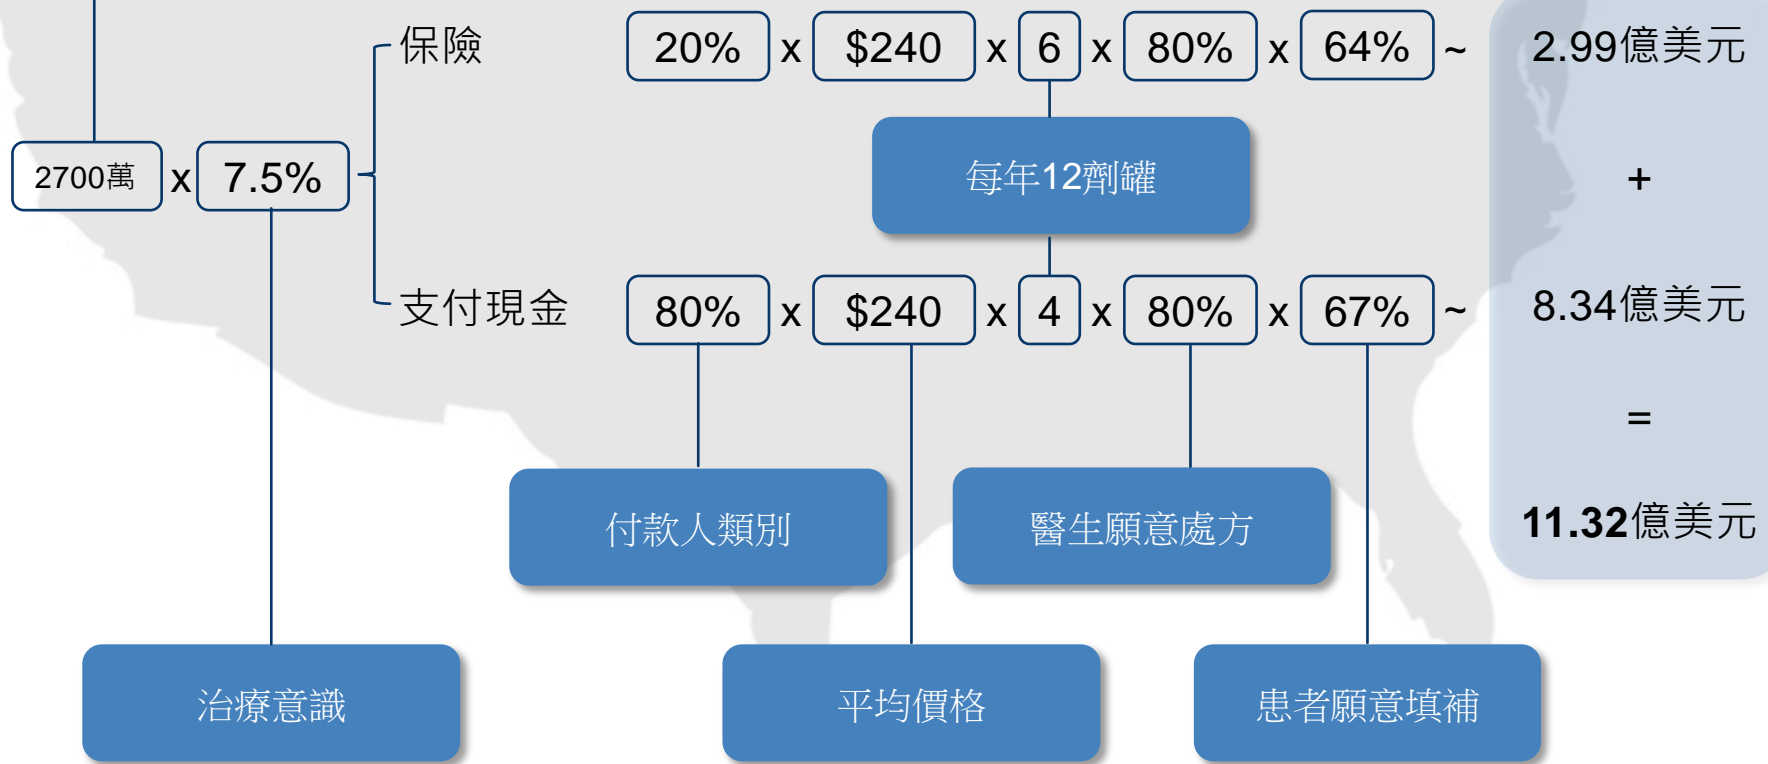 保險 20% x $240 x 6 x 80% x 64% ~ 2.99億美元
每年12劑罐
2700萬 x 7.5% +
支付現金 80% x $240 x 4 x 80% x 67% ~ 8.34億美元
=
付款人類別 醫生願意處方 11.32億美元
治療意識 平均價格 患者願意填補